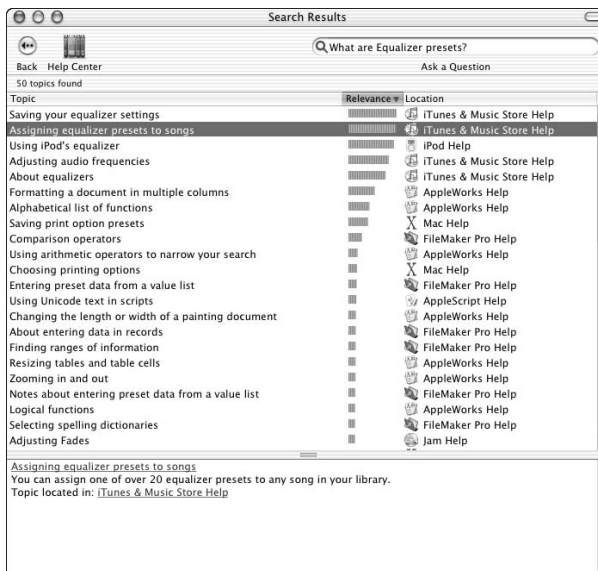 Search Results
What are Equalizer presets?
Back Help Center Ask a Question
50 topics found
Topic Relevance Location
Saving your equalizer settings iTunes & Music Store Help
Assigning equalizer presets to songs iTunes & Music Store Help
Using iPod's equalizer iPod Help
Adjusting audio frequencies iTunes & Music Store Help
About equalizers iTunes & Music Store Help
Formatting a document in multiple columns AppleWorks Help
Alphabetical list of functions AppleWorks Help
Saving print option presets Mac Help
Comparison operators FileMaker Pro Help
Using arithmetic operators to narrow your search AppleWorks Help
Choosing printing options Mac Help
Entering preset data from a value list FileMaker Pro Help
Using Unicode text in scripts AppleScript Help
Changing the length or width of a painting document AppleWorks Help
About entering data in records FileMaker Pro Help
Finding ranges of information FileMaker Pro Help
Resizing tables and table cells AppleWorks Help
Zooming in and out AppleWorks Help
Notes about entering preset data from a value list FileMaker Pro Help
Logical functions AppleWorks Help
Selecting spelling dictionaries FileMaker Pro Help
Adjusting Fades Jam Help
Assigning equalizer presets to songs
You can assign one of over 20 equalizer presets to any song in your library.
Topic located in: iTunes & Music Store Help